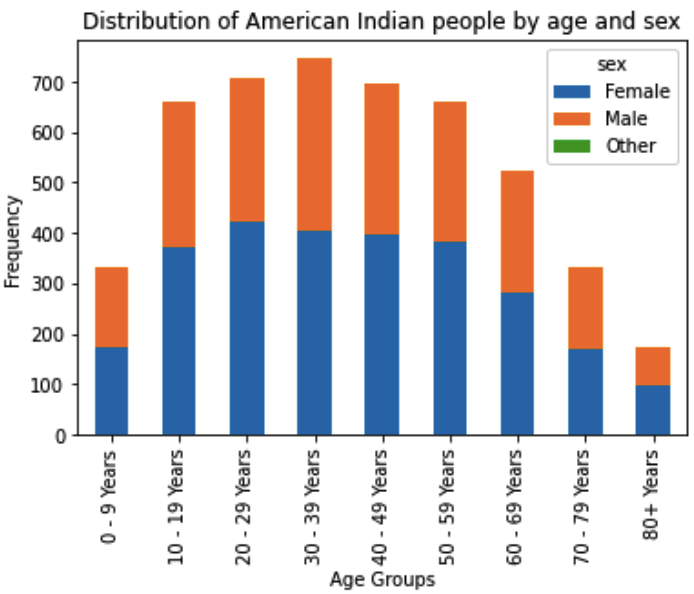 Distribution of American Indian people by age and sex
sex
Female
Male
Other
Frequency
700
600
500
400
300
200
100
0
0 - 9 Years
10 - 19 Years
20 - 29 Years
30 - 39 Years
40 - 49 Years
50 - 59 Years
60 - 69 Years
70 - 79 Years
80+ Years
Age Groups